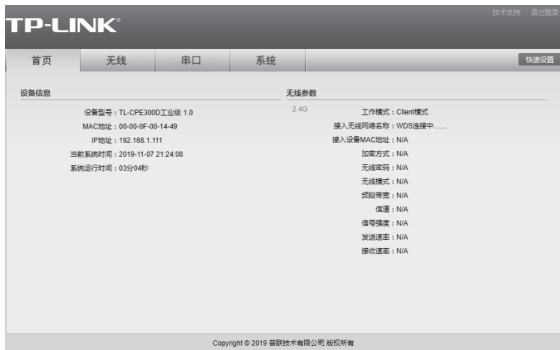 技术支持 退出登录
TP-LINK®
首页 无线 串口 系统 快速设置
设备信息
设备型号：TL-CPE300D工业级 1.0
MAC地址：00-00-0F-00-14-49
IP地址：192.168.1.111
当前系统时间：2019-11-07 21:24:08
系统运行时间：03分04秒
无线参数
2.4G 工作模式：Client模式
接入无线网络名称：WDS连接中......
接入设备MAC地址：N/A
加密方式：N/A
无线密码：N/A
无线模式：N/A
频段带宽：N/A
信道：N/A
信号强度：N/A
发送速率：N/A
接收速率：N/A
Copyright © 2019 普联技术有限公司 版权所有